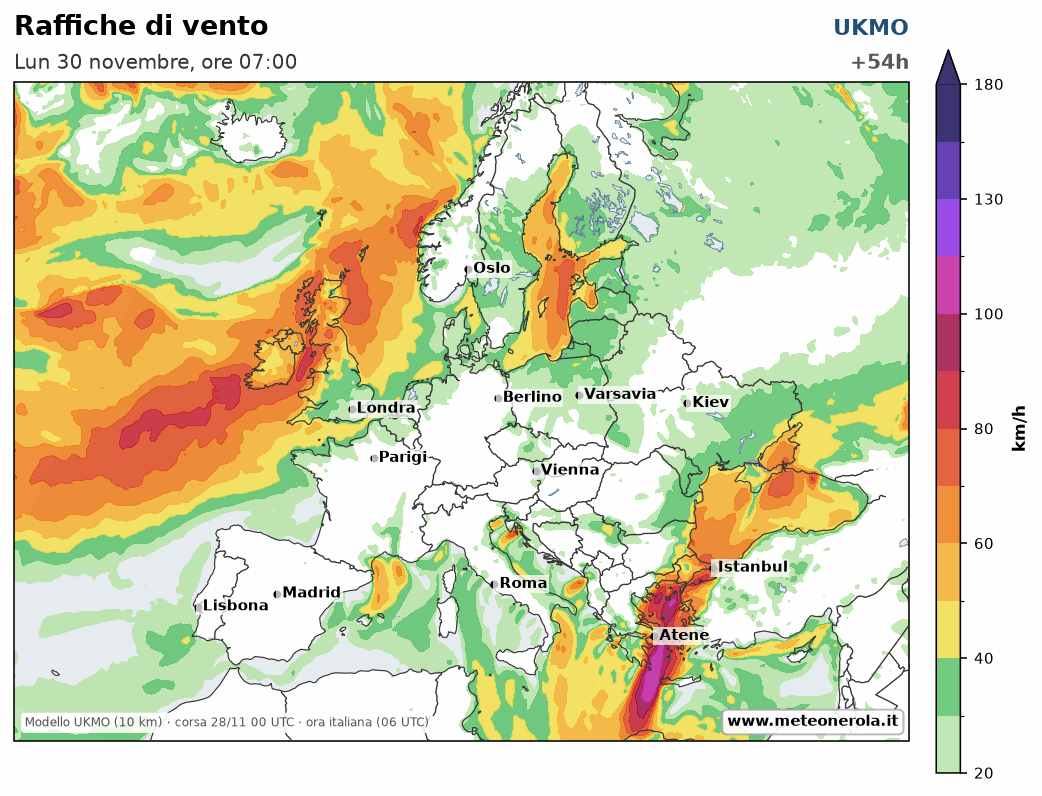 Raffiche di vento
UKMO
Lun 30 novembre, ore 07:00
+54h
180
130
100
80
60
40
20
km/h
Oslo
Berlino
Varsavia
Kiev
Londra
Parigi
Vienna
Istanbul
Roma
Madrid
Lisbona
Atene
Modello UKMO (10 km) · corsa 28/11 00 UTC · ora italiana (06 UTC)
www.meteonerola.it